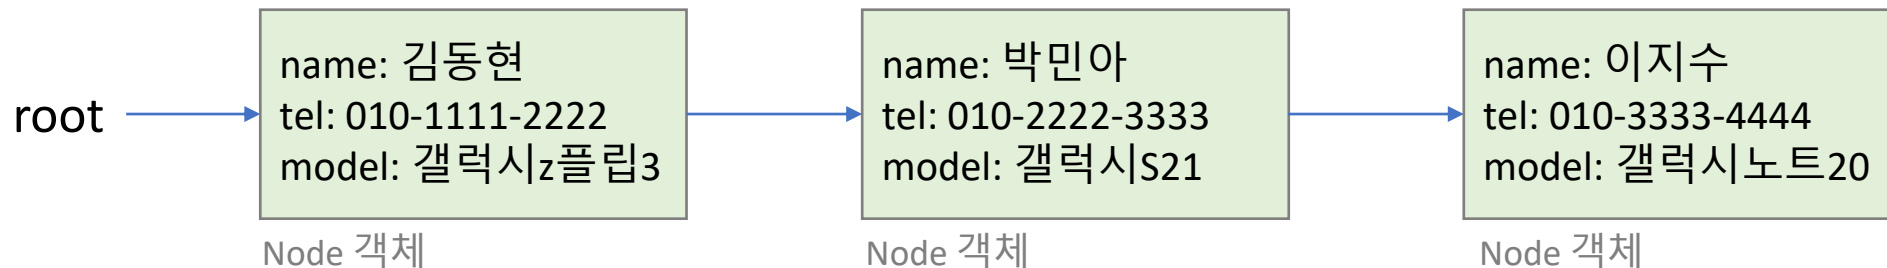 root
name: 김동현
tel: 010-1111-2222
model: 갤럭시z플립3
Node 객체
name: 박민아
tel: 010-2222-3333
model: 갤럭시S21
Node 객체
name: 이지수
tel: 010-3333-4444
model: 갤럭시노트20
Node 객체